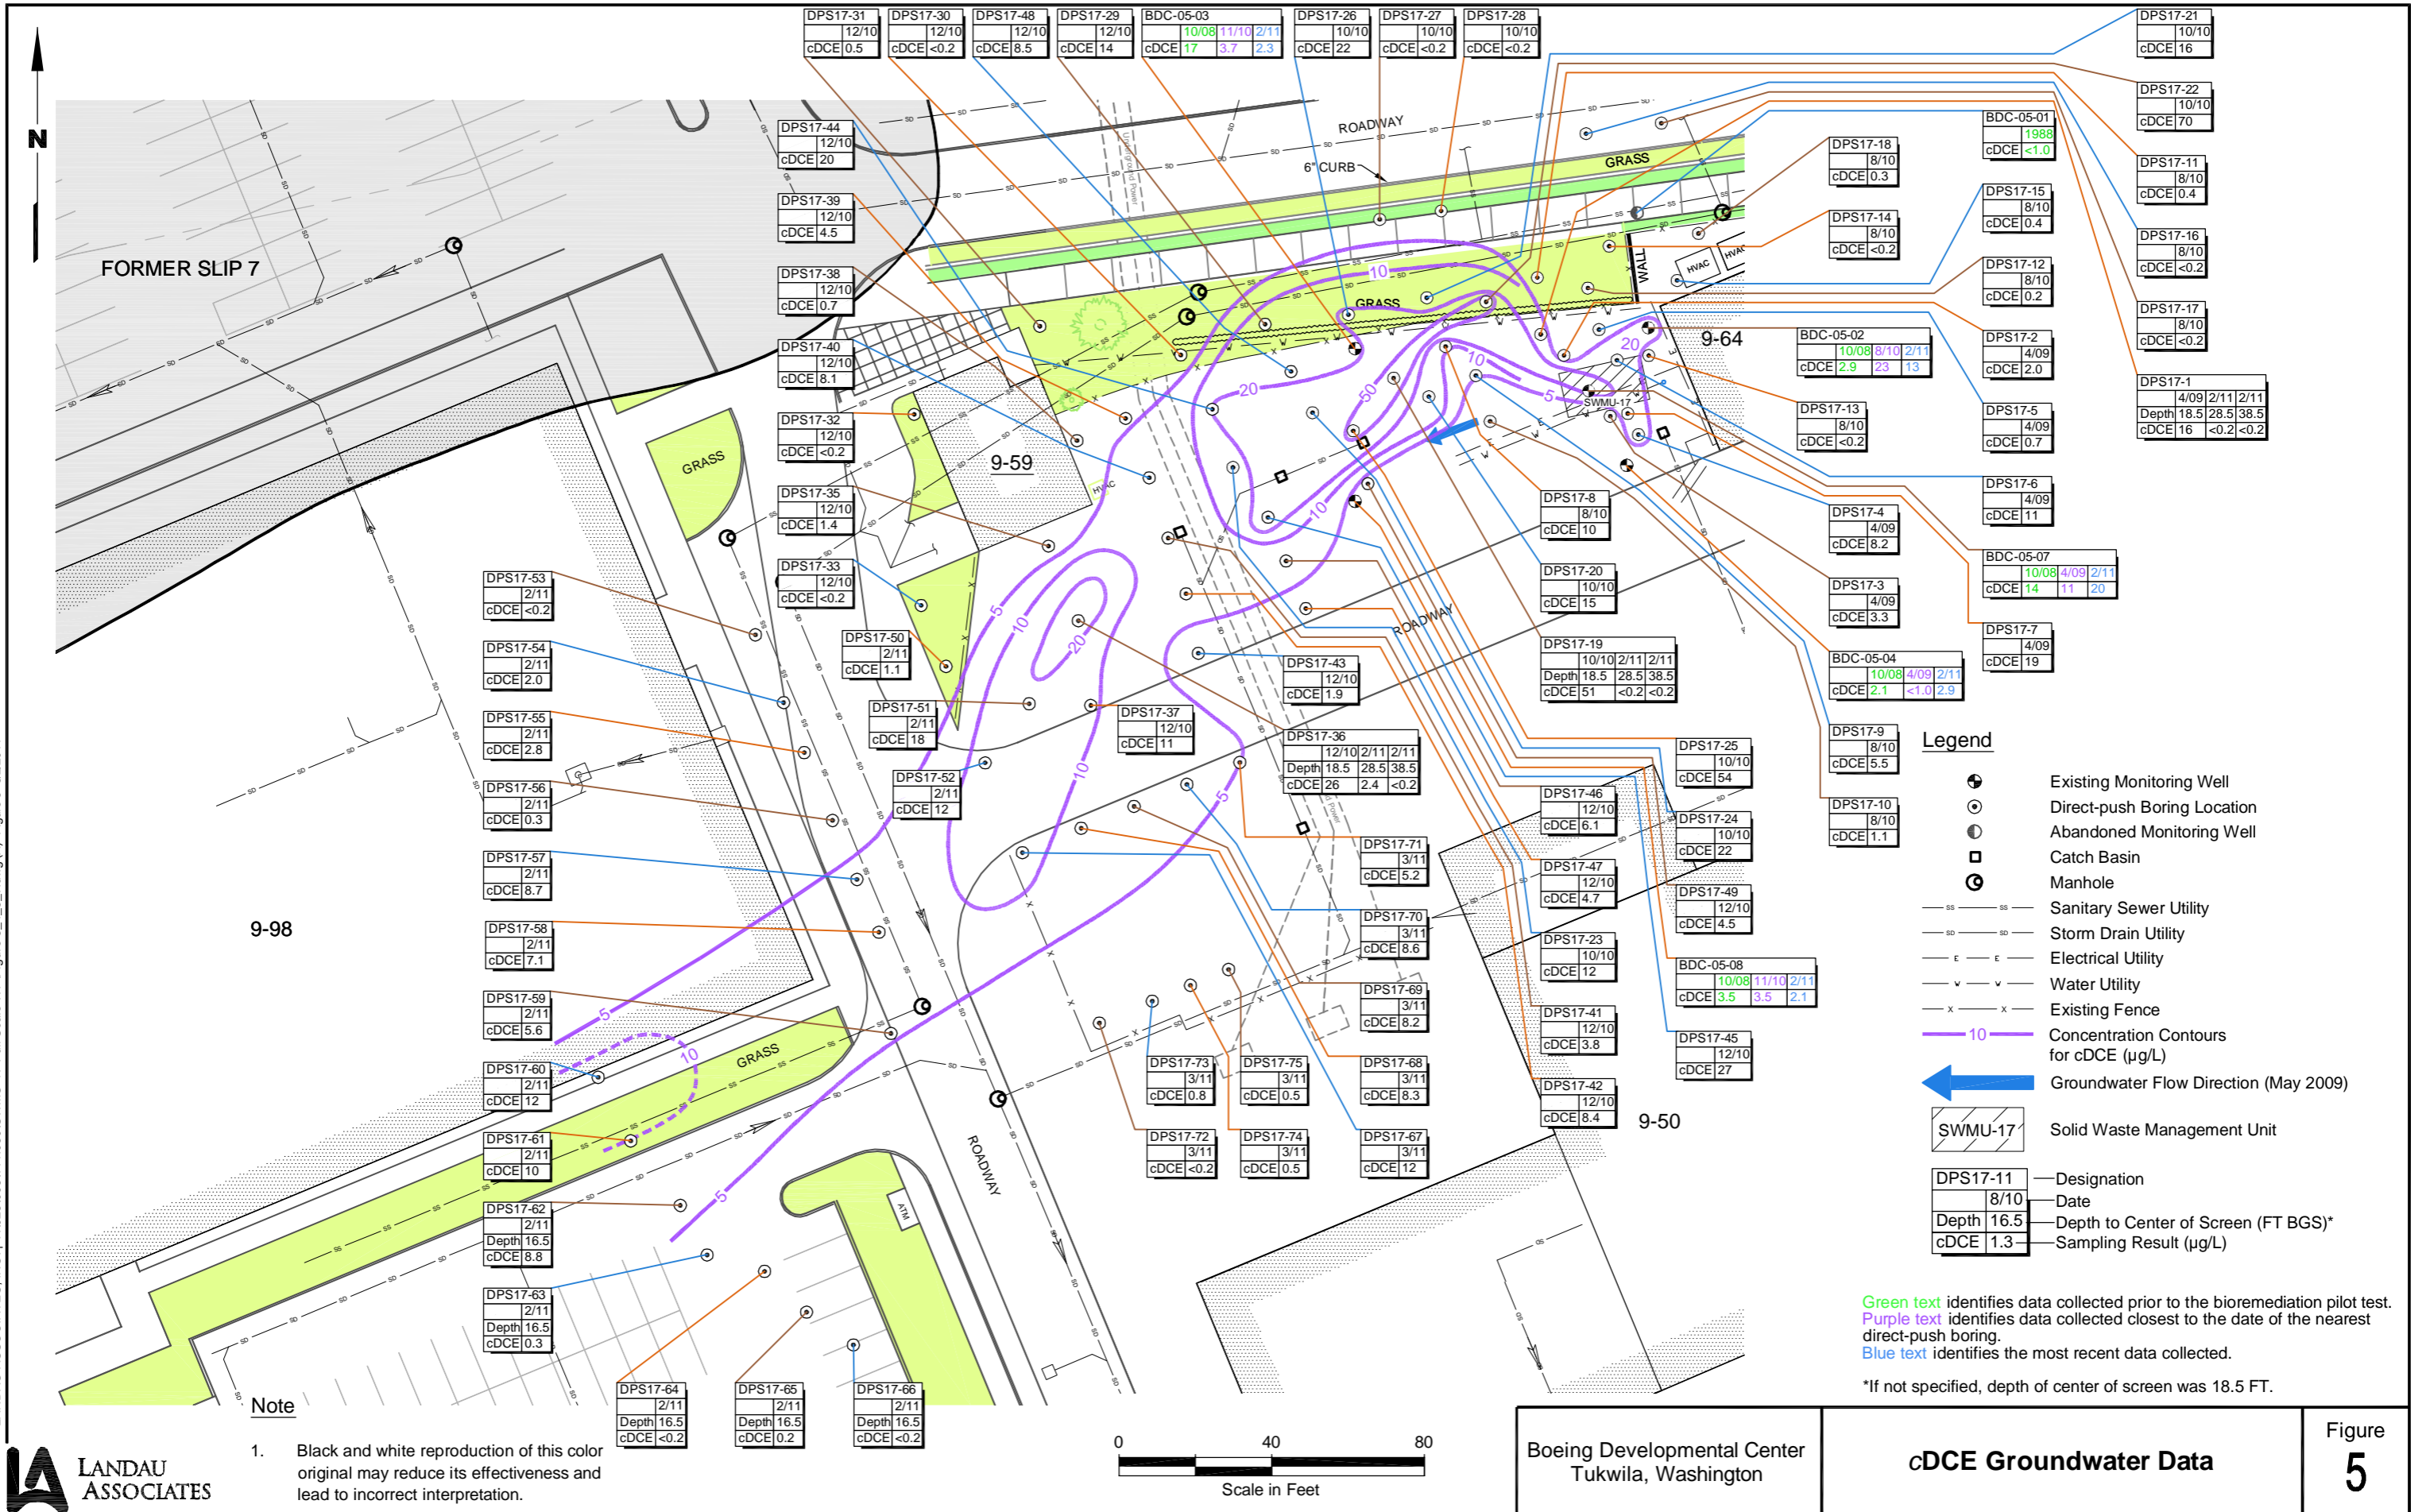 DPS17-31
12/10
cDCE 0.5
DPS17-30
12/10
cDCE <0.2
DPS17-48
12/10
cDCE 8.5
DPS17-29
12/10
cDCE 14
BDC-05-03
10/08 11/10 2/11
cDCE 17 3.7 2.3
DPS17-26
10/10
cDCE 22
DPS17-27
10/10
cDCE <0.2
DPS17-28
10/10
cDCE <0.2
DPS17-21
10/10
cDCE 16
DPS17-22
10/10
cDCE 70
BDC-05-01
1988
cDCE <1.0
DPS17-18
8/10
cDCE 0.3
DPS17-11
8/10
cDCE 0.4
DPS17-15
8/10
cDCE 0.4
DPS17-14
8/10
cDCE <0.2
DPS17-16
8/10
cDCE <0.2
DPS17-12
8/10
cDCE 0.2
DPS17-17
8/10
cDCE <0.2
BDC-05-02
10/08 8/10 2/11
cDCE 2.9 23 13
DPS17-2
4/09
cDCE 2.0
DPS17-1
4/09 2/11 2/11
Depth 18.5 28.5 38.5
cDCE 16 <0.2 <0.2
DPS17-13
8/10
cDCE <0.2
DPS17-5
4/09
cDCE 0.7
DPS17-6
4/09
cDCE 11
DPS17-4
4/09
cDCE 8.2
BDC-05-07
10/08 4/09 2/11
cDCE 14 11 20
DPS17-3
4/09
cDCE 3.3
DPS17-7
4/09
cDCE 19
BDC-05-04
10/08 4/09 2/11
cDCE 2.1 <1.0 2.9
DPS17-9
8/10
cDCE 5.5
DPS17-10
8/10
cDCE 1.1
DPS17-44
12/10
cDCE 20
DPS17-39
12/10
cDCE 4.5
DPS17-38
12/10
cDCE 0.7
DPS17-40
12/10
cDCE 8.1
DPS17-32
12/10
cDCE <0.2
DPS17-35
12/10
cDCE 1.4
DPS17-33
12/10
cDCE <0.2
DPS17-50
2/11
cDCE 1.1
DPS17-51
2/11
cDCE 18
DPS17-52
2/11
cDCE 12
DPS17-37
12/10
cDCE 11
DPS17-43
12/10
cDCE 1.9
DPS17-36
12/10 2/11 2/11
Depth 18.5 28.5 38.5
cDCE 26 2.4 <0.2
DPS17-8
8/10
cDCE 10
DPS17-20
10/10
cDCE 15
DPS17-19
10/10 2/11 2/11
Depth 18.5 28.5 38.5
cDCE 51 <0.2 <0.2
DPS17-25
10/10
cDCE 54
DPS17-46
12/10
cDCE 6.1
DPS17-24
10/10
cDCE 22
DPS17-47
12/10
cDCE 4.7
DPS17-49
12/10
cDCE 4.5
DPS17-23
10/10
cDCE 12
BDC-05-08
10/08 11/10 2/11
cDCE 3.5 3.5 2.1
DPS17-41
12/10
cDCE 3.8
DPS17-45
12/10
cDCE 27
DPS17-42
12/10
cDCE 8.4
DPS17-71
3/11
cDCE 5.2
DPS17-70
3/11
cDCE 8.6
DPS17-69
3/11
cDCE 8.2
DPS17-68
3/11
cDCE 8.3
DPS17-67
3/11
cDCE 12
DPS17-73
3/11
cDCE 0.8
DPS17-75
3/11
cDCE 0.5
DPS17-72
3/11
cDCE <0.2
DPS17-74
3/11
cDCE 0.5
DPS17-53
2/11
cDCE <0.2
DPS17-54
2/11
cDCE 2.0
DPS17-55
2/11
cDCE 2.8
DPS17-56
2/11
cDCE 0.3
DPS17-57
2/11
cDCE 8.7
DPS17-58
2/11
cDCE 7.1
DPS17-59
2/11
cDCE 5.6
DPS17-60
2/11
cDCE 12
DPS17-61
2/11
cDCE 10
DPS17-62
2/11
Depth 16.5
cDCE 8.8
DPS17-63
2/11
Depth 16.5
cDCE 0.3
DPS17-64
2/11
Depth 16.5
cDCE <0.2
DPS17-65
2/11
Depth 16.5
cDCE 0.2
DPS17-66
2/11
Depth 16.5
cDCE <0.2
N
FORMER SLIP 7
ROADWAY
6" CURB
GRASS
Underground Power
WALL
HVAC
HVAC
GRASS
9-64
SWMU-17
GRASS
9-59
HVAC
ROADWAY
9-98
GRASS
ROADWAY
ATM
9-50
10
20
50
10
5
20
10
5
10
20
10
5
5
10
5
Legend
Existing Monitoring Well
Direct-push Boring Location
Abandoned Monitoring Well
Catch Basin
Manhole
SS SS Sanitary Sewer Utility
SD SD Storm Drain Utility
E E Electrical Utility
W W Water Utility
X X Existing Fence
10 Concentration Contours
for cDCE (µg/L)
Groundwater Flow Direction (May 2009)
SWMU-17 Solid Waste Management Unit
DPS17-11 Designation
8/10 Date
Depth 16.5 Depth to Center of Screen (FT BGS)*
cDCE 1.3 Sampling Result (µg/L)
Green text identifies data collected prior to the bioremediation pilot test.
Purple text identifies data collected closest to the date of the nearest
direct-push boring.
Blue text identifies the most recent data collected.
*If not specified, depth of center of screen was 18.5 FT.
Note
1. Black and white reproduction of this color
original may reduce its effectiveness and
lead to incorrect interpretation.
LANDAU
ASSOCIATES
0 40 80
Scale in Feet
Boeing Developmental Center
Tukwila, Washington
cDCE Groundwater Data
Figure
5